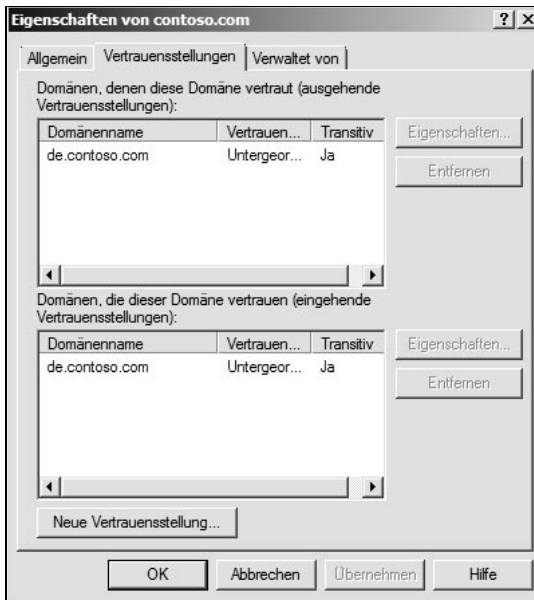 Eigenschaften von contoso.com
Allgemein Vertrauensstellungen Verwaltet von
Domänen, denen diese Domäne vertraut (ausgehende
Vertrauensstellungen):
Domänenname Vertrauen... Transitiv
de.contoso.com Untergeor... Ja
Eigenschaften...
Entfernen
Domänen, die dieser Domäne vertrauen (eingehende
Vertrauensstellungen):
Domänenname Vertrauen... Transitiv
de.contoso.com Untergeor... Ja
Eigenschaften...
Entfernen
Neue Vertrauensstellung...
OK Abbrechen Übernehmen Hilfe